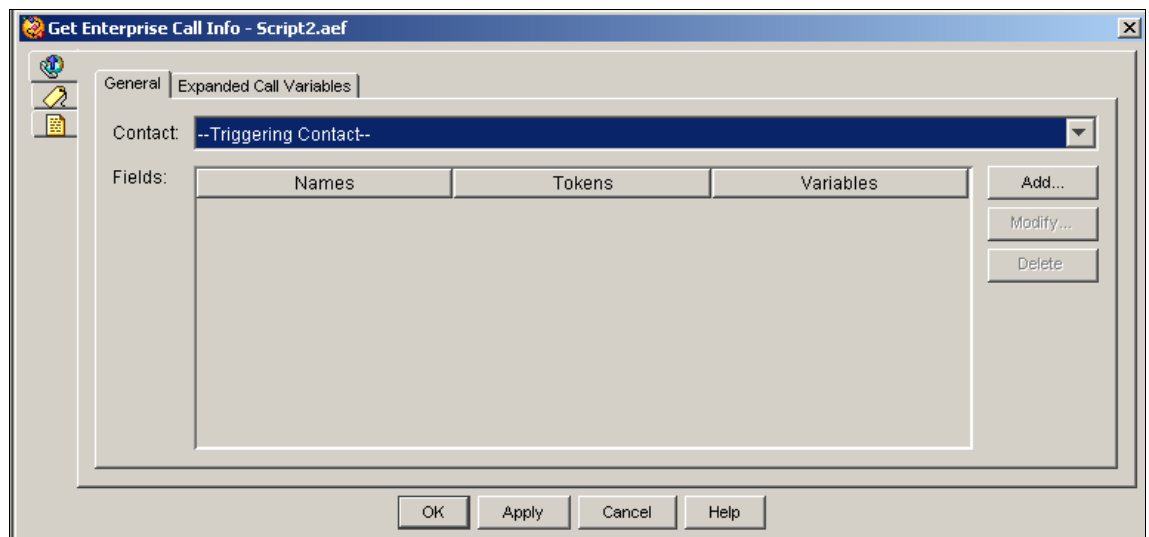 Get Enterprise Call Info - Script2.aef
General Expanded Call Variables
Contact: --Triggering Contact--
Fields: Names Tokens Variables Add...
Modify...
Delete
OK Apply Cancel Help